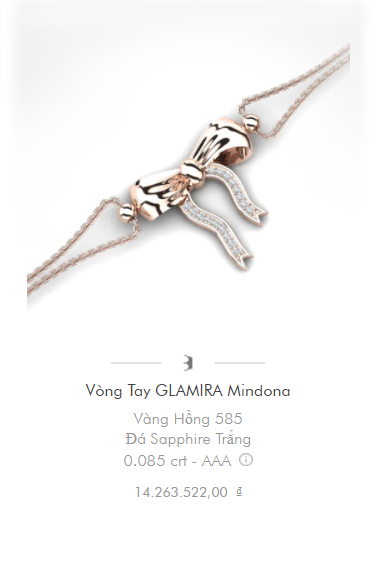 Vòng Tay GLAMIRA Mindona
Vàng Hồng 585
Đá Sapphire Trắng
0.085 crt - AAA
14.263.522,00 ₫